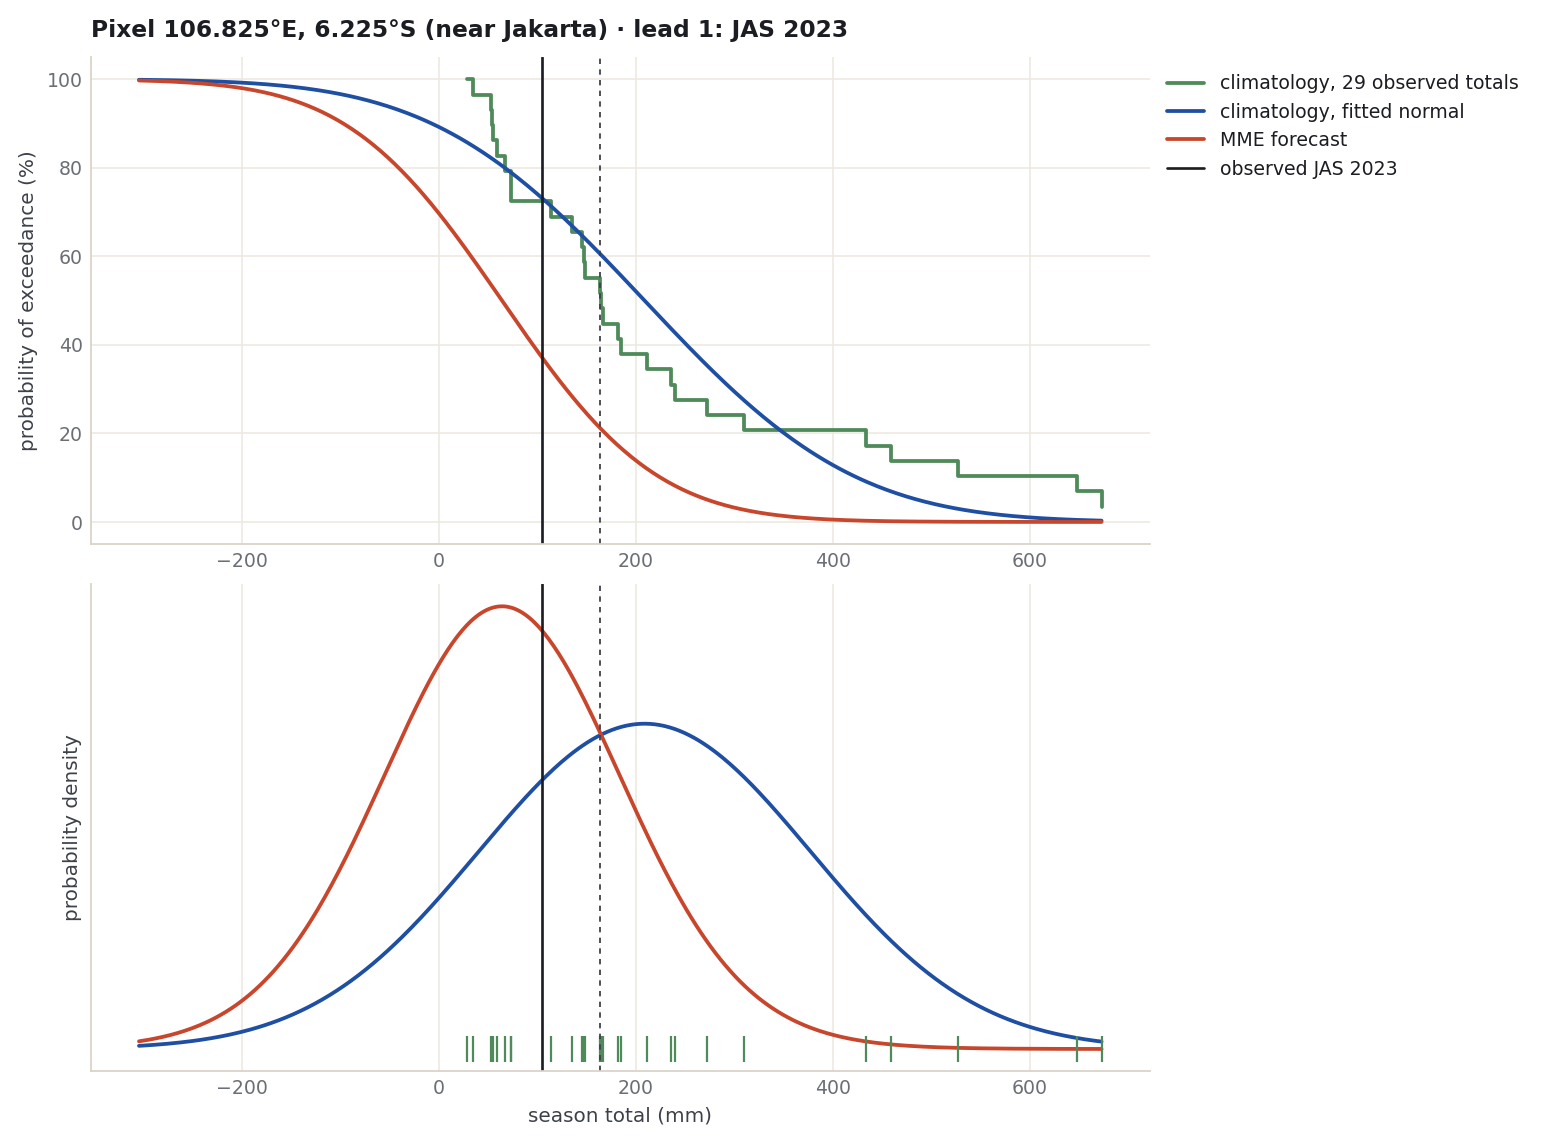 Pixel 106.825°E, 6.225°S (near Jakarta) · lead 1: JAS 2023
climatology, 29 observed totals
climatology, fitted normal
MME forecast
observed JAS 2023
probability of exceedance (%)
100
80
60
40
20
0
−200
0
200
400
600
probability density
−200
0
200
400
600
season total (mm)